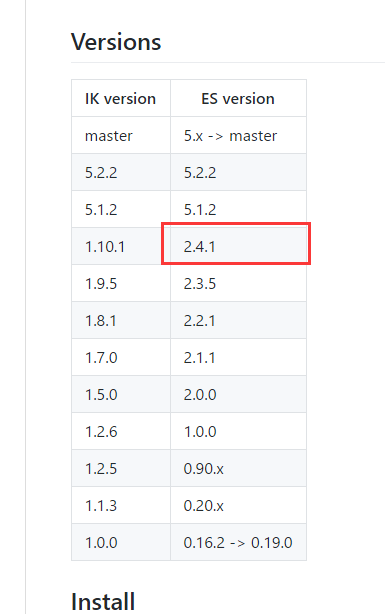 Versions
IK version ES version
master 5.x -> master
5.2.2 5.2.2
5.1.2 5.1.2
1.10.1 2.4.1
1.9.5 2.3.5
1.8.1 2.2.1
1.7.0 2.1.1
1.5.0 2.0.0
1.2.6 1.0.0
1.2.5 0.90.x
1.1.3 0.20.x
1.0.0 0.16.2 -> 0.19.0
Install